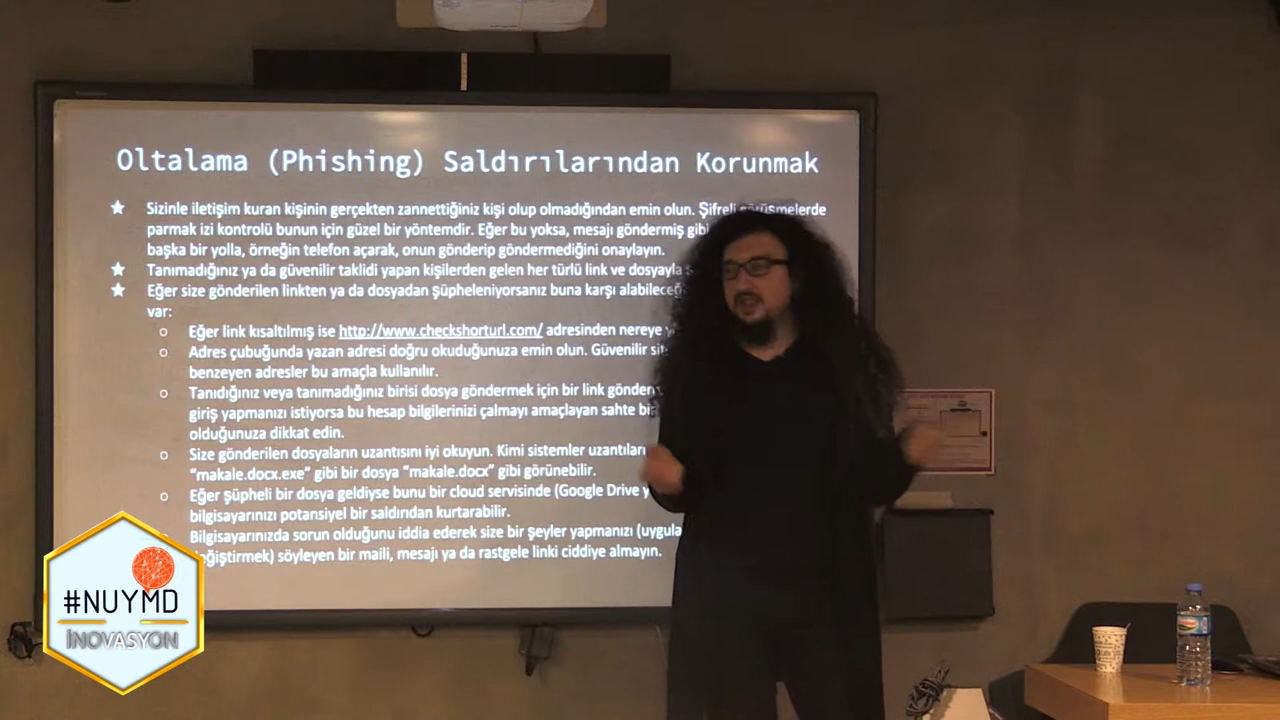 Oltalama (Phishing) Saldırılarından Korunmak
★ Sizinle iletişim kuran kişinin gerçekten zannettiğiniz kişi olup olmadığından emin olun. Şifreli görüşmelerde
parmak izi kontrolü bunun için güzel bir yöntemdir. Eğer bu yoksa, mesajı göndermiş gibi
başka bir yolla, örneğin telefon açarak, onun gönderip göndermediğini onaylayın.
★ Tanımadığınız ya da güvenilir taklidi yapan kişilerden gelen her türlü link ve dosyayla
★ Eğer size gönderilen linkten ya da dosyadan şüpheleniyorsanız buna karşı
var:
○ Eğer link kısaltılmış ise http://www.checkshorturl.com/ adresinden nereye
○ Adres çubuğunda yazan adresi doğru okuduğunuza emin olun. Güvenilir
benzeyen adresler bu amaçla kullanılır.
○ Tanıdığınız veya tanımadığınız birisi dosya göndermek için bir link
giriş yapmanızı istiyorsa bu hesap bilgilerinizi çalmayı amaçlayan sahte
olduğunuza dikkat edin.
○ Size gönderilen dosyaların uzantısını iyi okuyun. Kimi sistemler
"makale.docx.exe" gibi bir dosya "makale.docx" gibi görünebilir.
○ Eğer şüpheli bir dosya geldiyse bunu bir cloud servisinde (Google Drive
bilgisayarınızı potansiyel bir saldırıdan kurtarabilir.
Bilgisayarınızda sorun olduğunu iddia ederek size bir şeyler yapmanızı
söyleyen bir maili, mesajı ya da rastgele linki ciddiye almayın.
#NUYMD
İNOVASYON